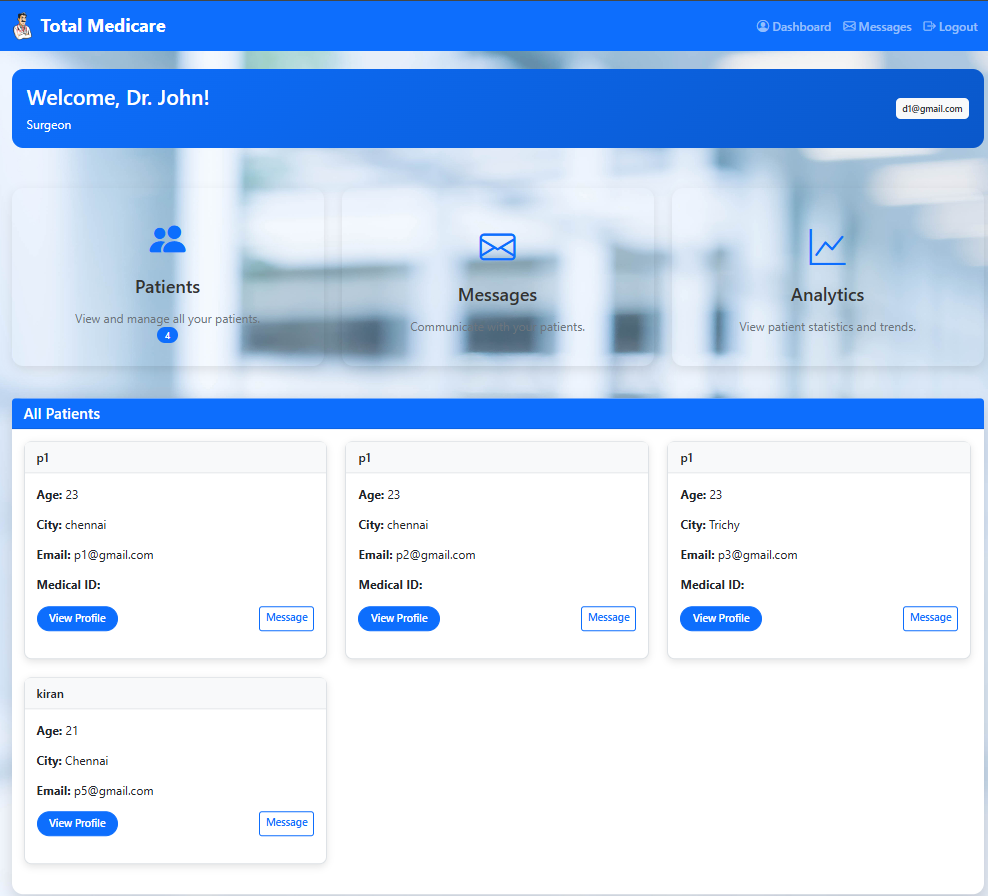 Total Medicare
Dashboard
Messages
Logout
Welcome, Dr. John!
Surgeon
d1@gmail.com
Patients
View and manage all your patients.
4
Messages
Communicate with your patients.
Analytics
View patient statistics and trends.
All Patients
p1
Age: 23
City: chennai
Email: p1@gmail.com
Medical ID:
View Profile
Message
p1
Age: 23
City: chennai
Email: p2@gmail.com
Medical ID:
View Profile
Message
p1
Age: 23
City: Trichy
Email: p3@gmail.com
Medical ID:
View Profile
Message
kiran
Age: 21
City: Chennai
Email: p5@gmail.com
View Profile
Message